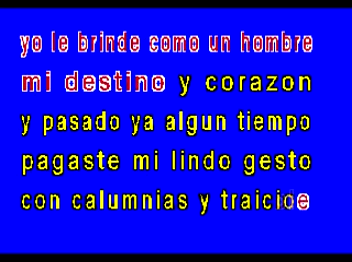 yo le brinde como un hombre
mi destino y corazon
y pasado ya algun tiempo
pagaste mi lindo gesto
con calumnias y traicioe